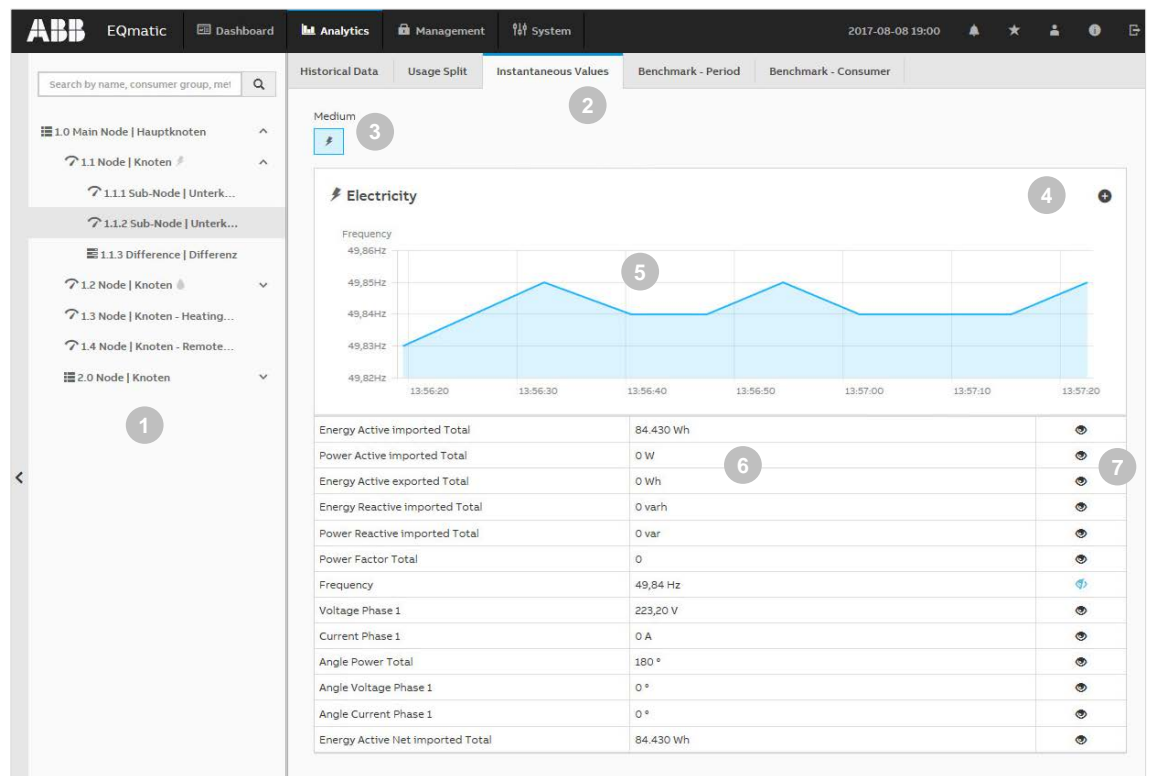 ABB EQmatic Dashboard Analytics Management System 2017-08-08 19:00
Search by name, consumer group, met
1.0 Main Node | Hauptknoten
1.1 Node | Knoten
1.1.1 Sub-Node | Unterk...
1.1.2 Sub-Node | Unterk...
1.1.3 Difference | Differenz
1.2 Node | Knoten
1.3 Node | Knoten - Heating...
1.4 Node | Knoten - Remote...
2.0 Node | Knoten
1
Historical Data Usage Split Instantaneous Values Benchmark - Period Benchmark - Consumer
2
Medium
3
Electricity
4
Frequency
49,86Hz
5
49,85Hz
49,84Hz
49,83Hz
49,82Hz
13:56:20 13:56:30 13:56:40 13:56:50 13:57:00 13:57:10 13:57:20
Energy Active imported Total 84.430 Wh
Power Active imported Total 0 W
6
7
Energy Active exported Total 0 Wh
Energy Reactive imported Total 0 varh
Power Reactive imported Total 0 var
Power Factor Total 0
Frequency 49,84 Hz
Voltage Phase 1 223,20 V
Current Phase 1 0 A
Angle Power Total 180 °
Angle Voltage Phase 1 0 °
Angle Current Phase 1 0 °
Energy Active Net imported Total 84.430 Wh